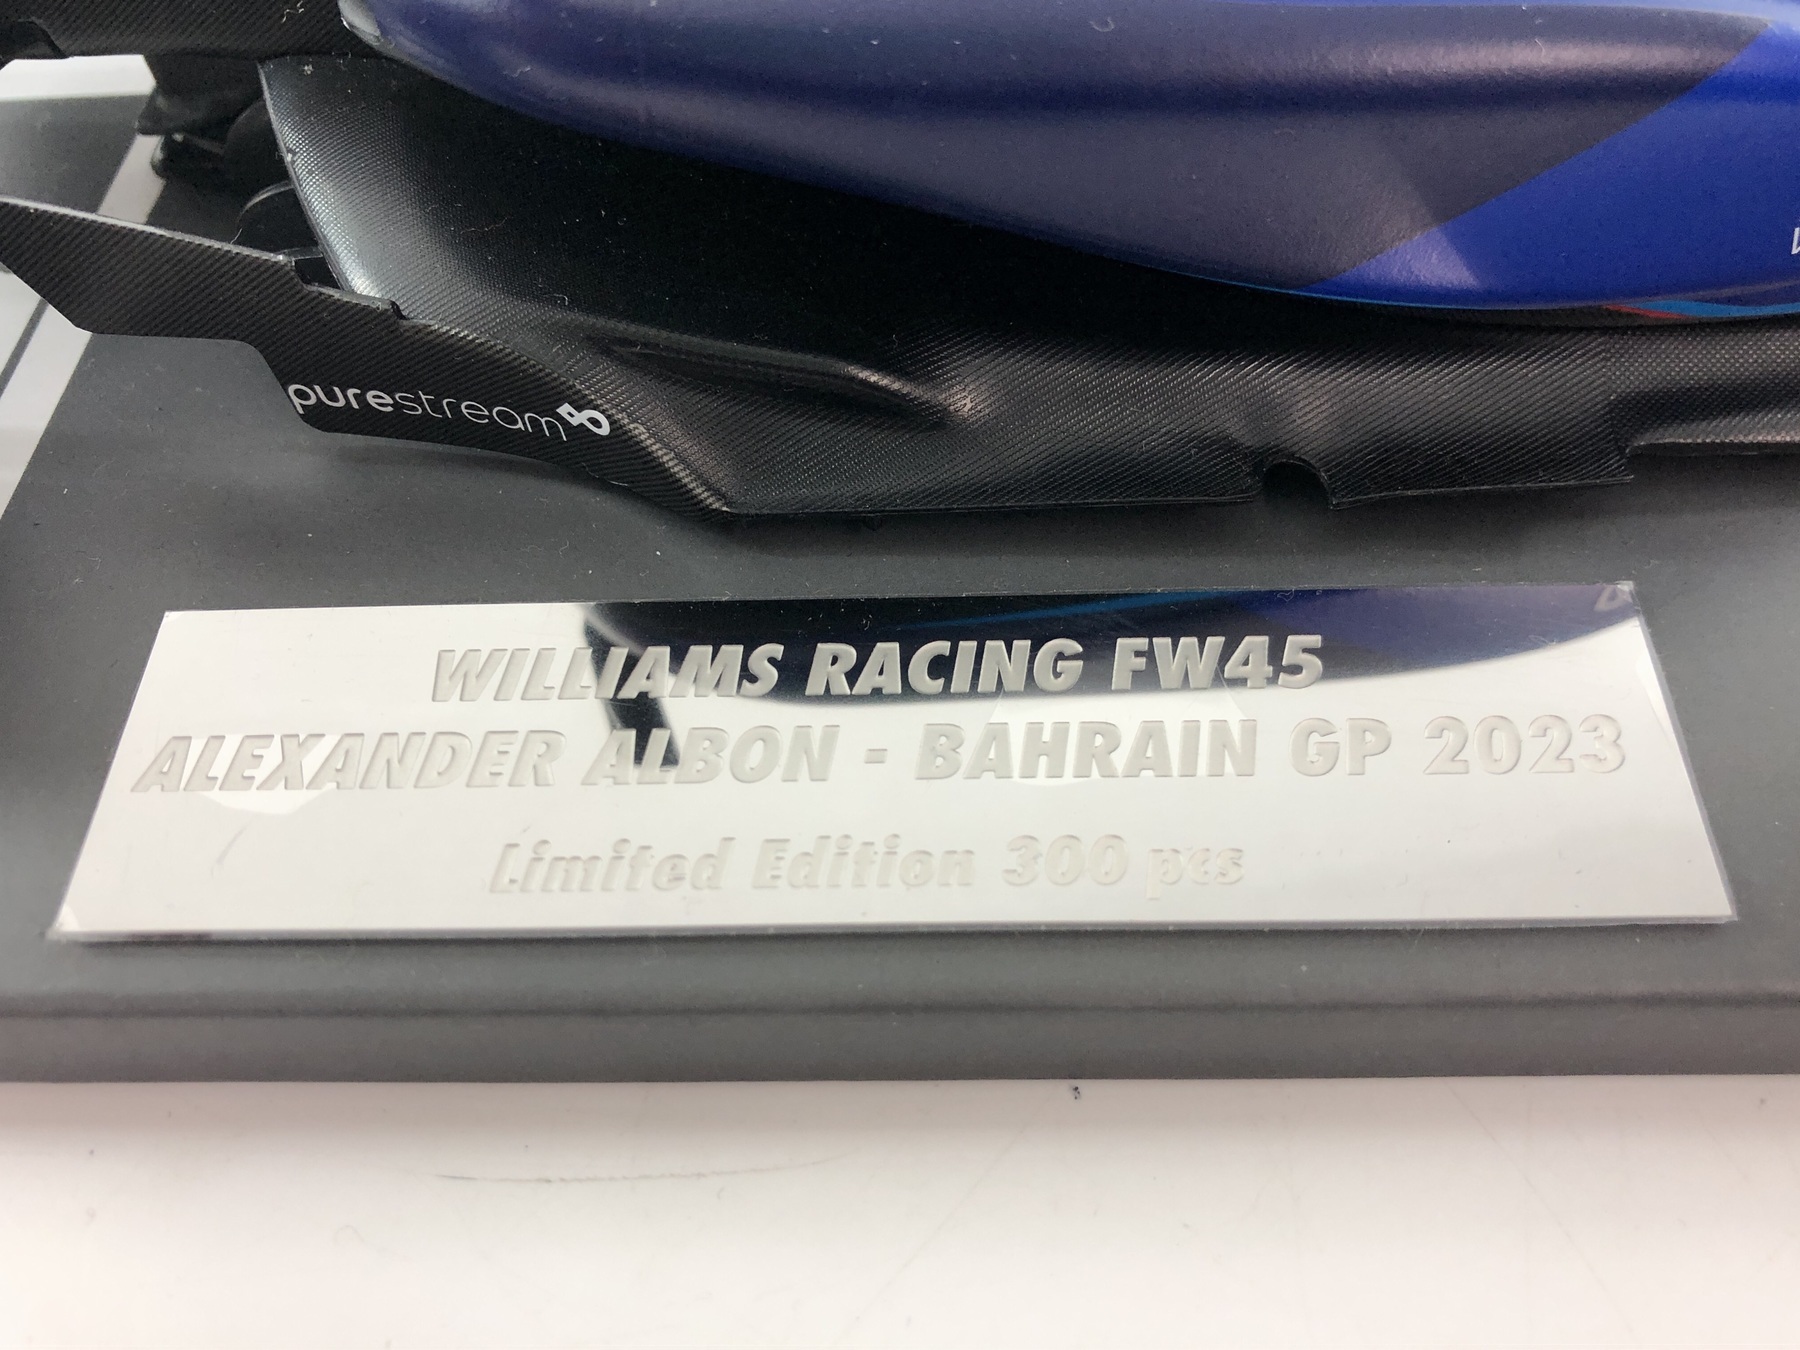 purestream
WILLIAMS RACING FW45
ALEXANDER ALBON - BAHRAIN GP 2023
Limited Edition 300 pcs